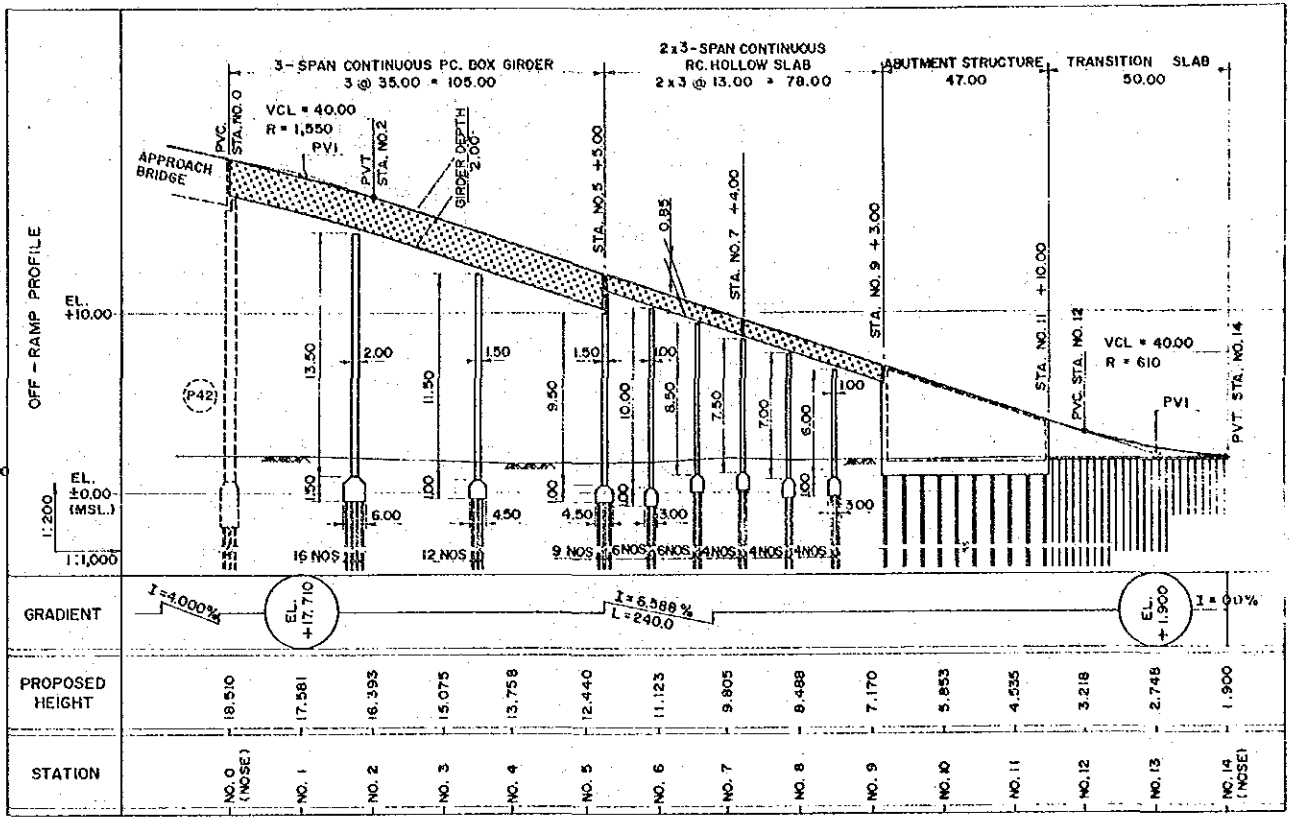 3-SPAN CONTINUOUS PC. BOX GIRDER
3 @ 35.00 = 105.00
2x3-SPAN CONTINUOUS
RC. HOLLOW SLAB
2x3 @ 13.00 = 78.00
ABUTMENT STRUCTURE
47.00
TRANSITION SLAB
50.00
PVC
STA. NO.0
VCL = 40.00
R = 1,550
PVI
PVT
STA. NO.2
GIRDER DEPTH
2.00
STA. NO.5 +5.00
0.85
STA. NO.7 +4.00
STA. NO.9 +3.00
STA. NO.11 +10.00
PVC STA. NO.12
VCL = 40.00
R = 610
PVI
PVT. STA. NO.14
APPROACH
BRIDGE
OFF-RAMP PROFILE
EL.
+10.00
EL.
±0.00
(MSL.)
1:200
1:1,000
P42
13.50
2.00
11.50
1.50
9.50
1.50
10.00
1.00
8.50
7.50
7.00
6.00
1.00
1.50
1.00
1.00
1.00
1.00
6.00
4.50
4.50
3.00
3.00
16 NOS
12 NOS
9 NOS
6NOS
6NOS
4NOS
4NOS
4NOS
GRADIENT
I=4.000%
EL.
+17.710
I=6.588%
L=240.0
EL.
+1.900
I = 0.0%
PROPOSED
HEIGHT
18.510
17.581
16.393
15.075
13.758
12.440
11.123
9.805
8.488
7.170
5.853
4.535
3.218
2.748
1.900
STATION
NO. 0
(NOSE)
NO. 1
NO. 2
NO. 3
NO. 4
NO. 5
NO. 6
NO. 7
NO. 8
NO. 9
NO. 10
NO. 11
NO. 12
NO. 13
NO. 14
(NOSE)